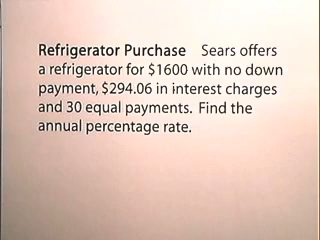 Refrigerator Purchase Sears offers
a refrigerator for $1600 with no down
payment, $294.06 in interest charges
and 30 equal payments. Find the
annual percentage rate.